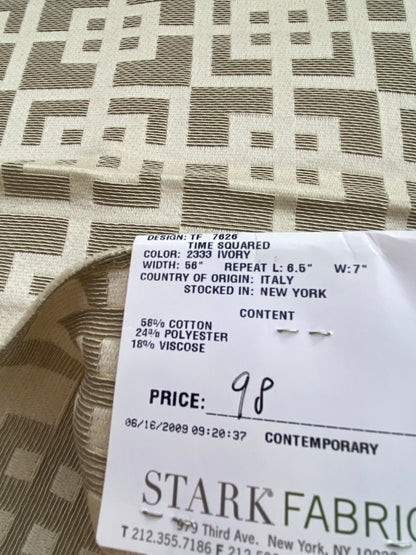 DESIGN: TF 7626
TIME SQUARED
COLOR: 2333 IVORY
WIDTH: 56" REPEAT L: 6.5" W:7"
COUNTRY OF ORIGIN: ITALY
STOCKED IN: NEW YORK
CONTENT
58% COTTON
24% POLYESTER
18% VISCOSE
PRICE: 98
06/16/2009 09:20:37 CONTEMPORARY
STARK FABRIC
979 Third Ave. New York, NY
T 212.355.7186 F